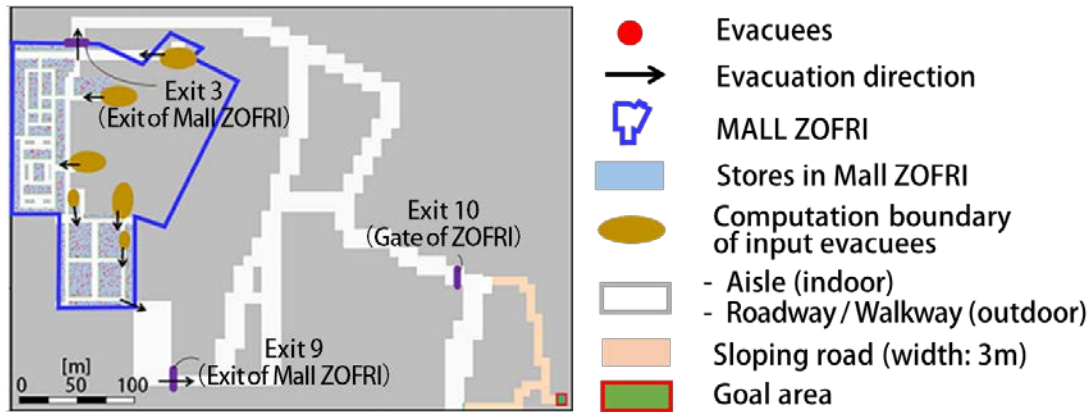 Exit 3
(Exit of Mall ZOFRI)
Exit 10
(Gate of ZOFRI)
Exit 9
(Exit of Mall ZOFRI)
[m]
0 50 100
Evacuees
Evacuation direction
MALL ZOFRI
Stores in Mall ZOFRI
Computation boundary
of input evacuees
- Aisle (indoor)
- Roadway / Walkway (outdoor)
Sloping road (width: 3m)
Goal area